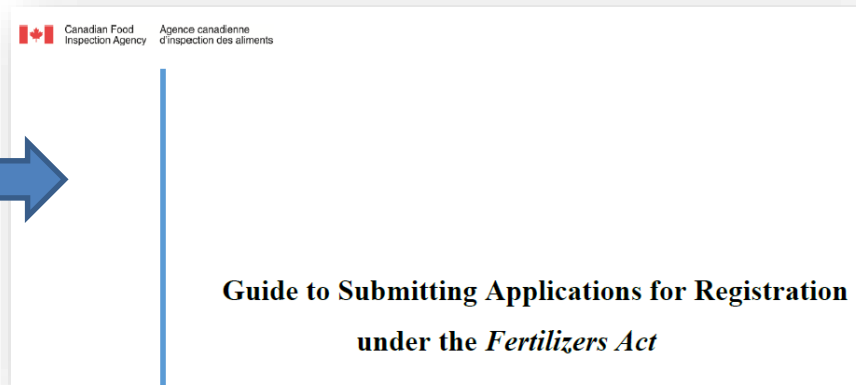 Canadian Food Agence canadienne
Inspection Agency d'inspection des aliments
Guide to Submitting Applications for Registration
under the Fertilizers Act